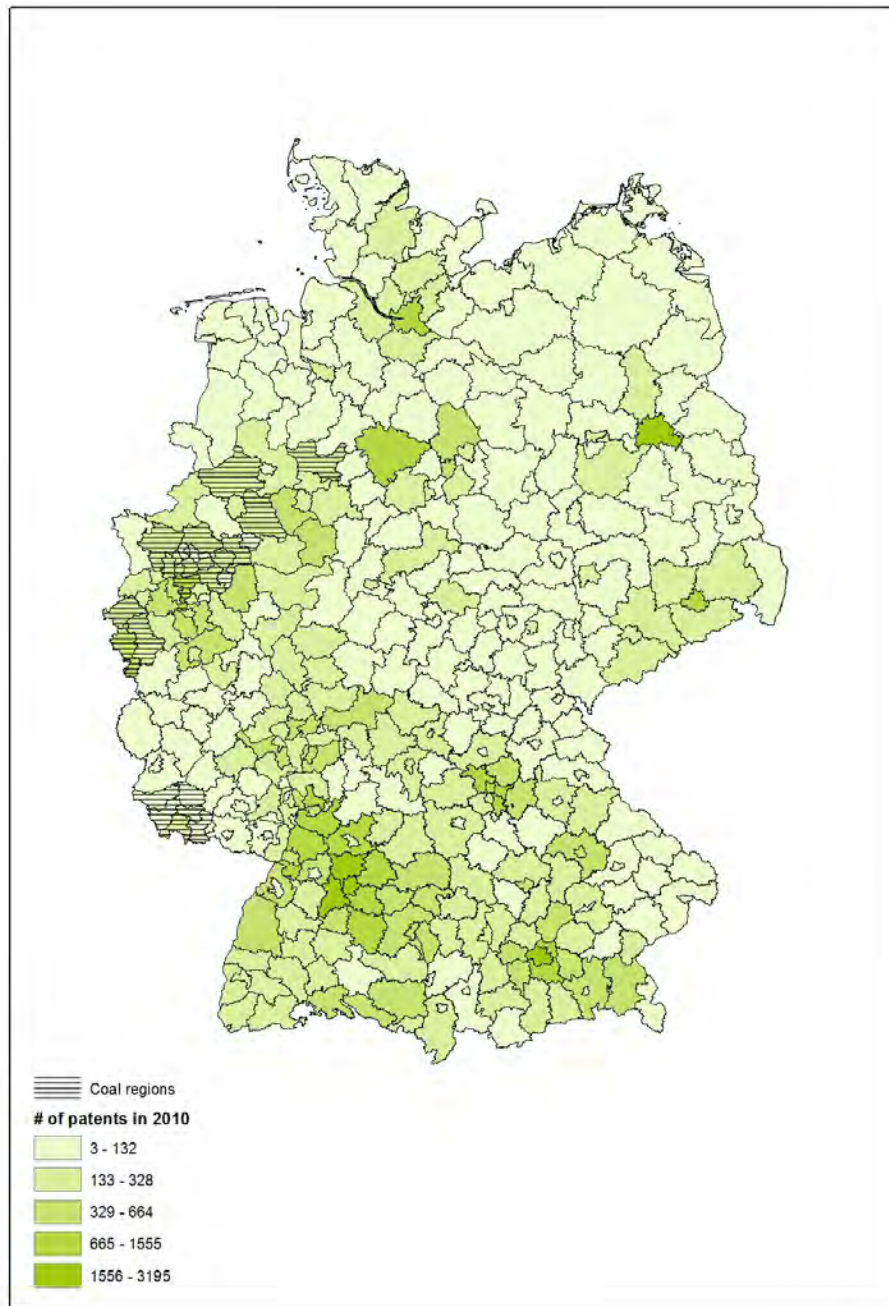 Coal regions
# of patents in 2010
3 - 132
133 - 328
329 - 664
665 - 1555
1556 - 3195